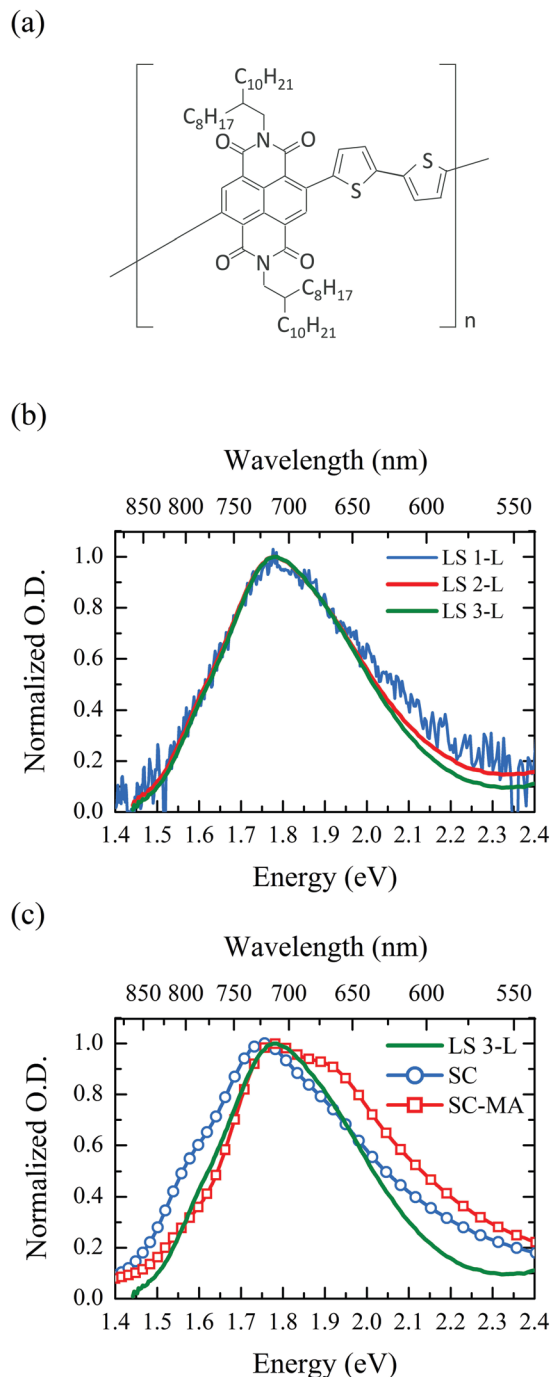 (a)
C₁₀H₂₁
C₈H₁₇
O N O
S
S
O N O
C₈H₁₇
C₁₀H₂₁
n
(b)
Wavelength (nm)
850 800 750 700 650 600 550
Normalized O.D.
1.0
0.8
0.6
0.4
0.2
0.0
LS 1-L
LS 2-L
LS 3-L
1.4 1.5 1.6 1.7 1.8 1.9 2.0 2.1 2.2 2.3 2.4
Energy (eV)
(c)
Wavelength (nm)
850 800 750 700 650 600 550
Normalized O.D.
1.0
0.8
0.6
0.4
0.2
0.0
LS 3-L
SC
SC-MA
1.4 1.5 1.6 1.7 1.8 1.9 2.0 2.1 2.2 2.3 2.4
Energy (eV)